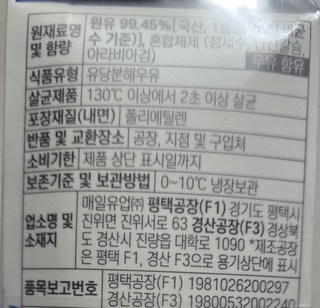 원재료명 및 함량
원유 99.45%[국산,
수 기준)], 혼합제제
아라비아검)
우유 함유
식품유형 유당분해우유
살균제품 130℃ 이상에서 2초 이상 살균
포장재질(내면) 폴리에틸렌
반품 및 교환장소 공장, 지점 및 구입처
소비기한 제품 상단 표시일까지
보존기준 및 보관방법 0~10℃ 냉장보관
업소명 및 소재지
매일유업㈜ 평택공장(F1) 경기도 평택시
진위면 진위서로 63 경산공장(F3) 경상북
도 경산시 진량읍 대학로 1090 *제조공장
은 평택 F1, 경산 F3으로 용기상단에 표시
품목보고번호
평택공장(F1) 1981026200297
경산공장(F3) 19800532002240